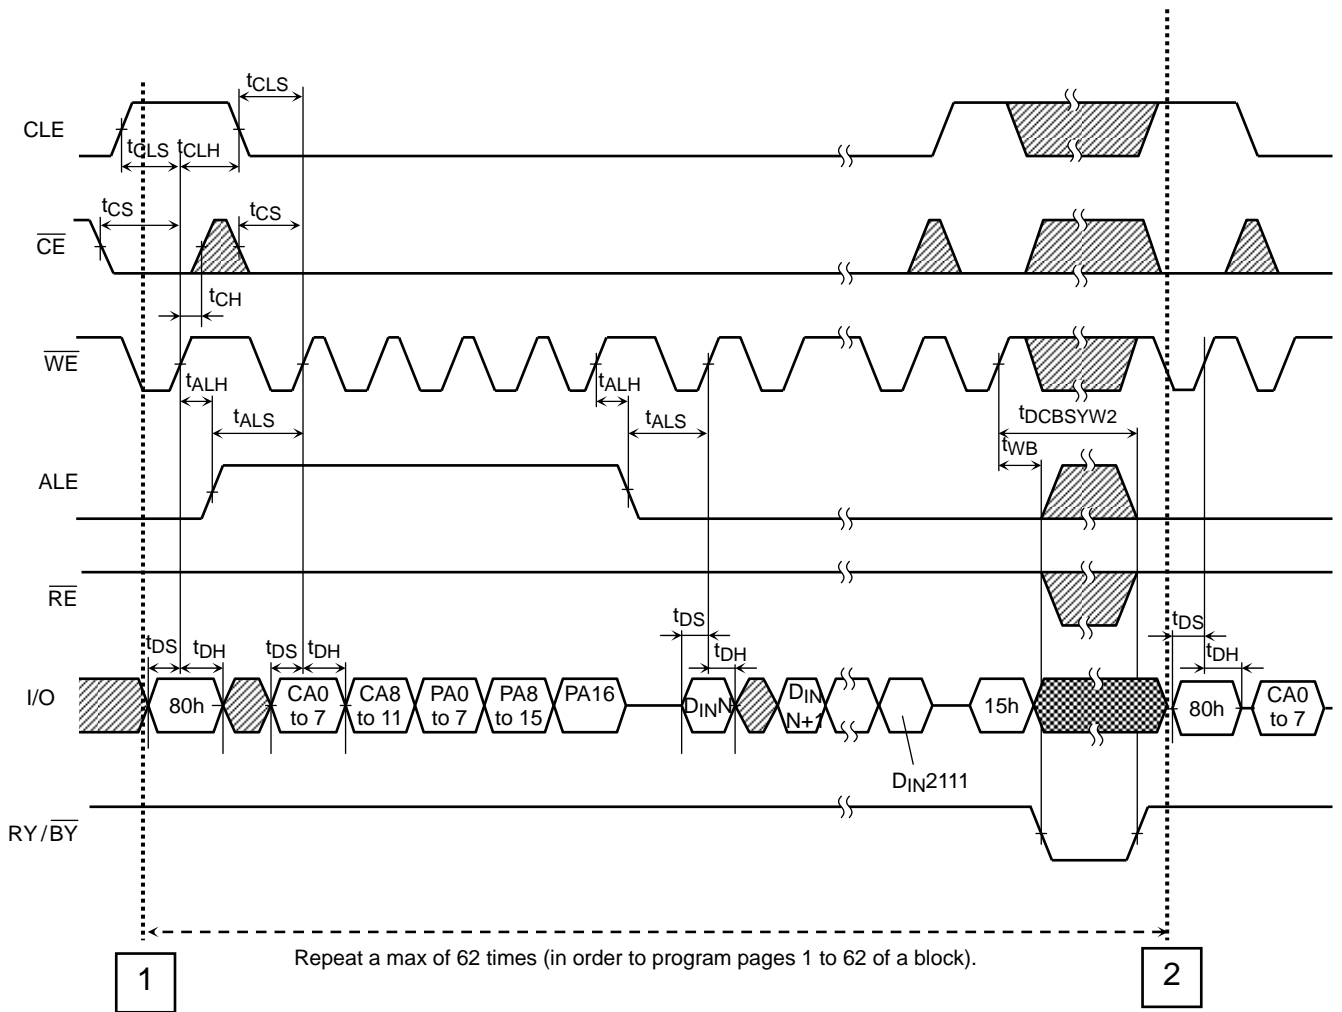 tCLS
CLE
tCLS tCLH
tCS tCS
CE
tCH
WE
tALH tALH
tALS tALS
tDCBSYW2
tWB
ALE
RE
tDS tDH tDS tDH tDS tDH tDS tDH
I/O
80h
CA0 to 7
CA8 to 11
PA0 to 7
PA8 to 15
PA16
DINN
DIN N+1
15h
80h
CA0 to 7
DIN2111
RY/BY
Repeat a max of 62 times (in order to program pages 1 to 62 of a block).
1
2